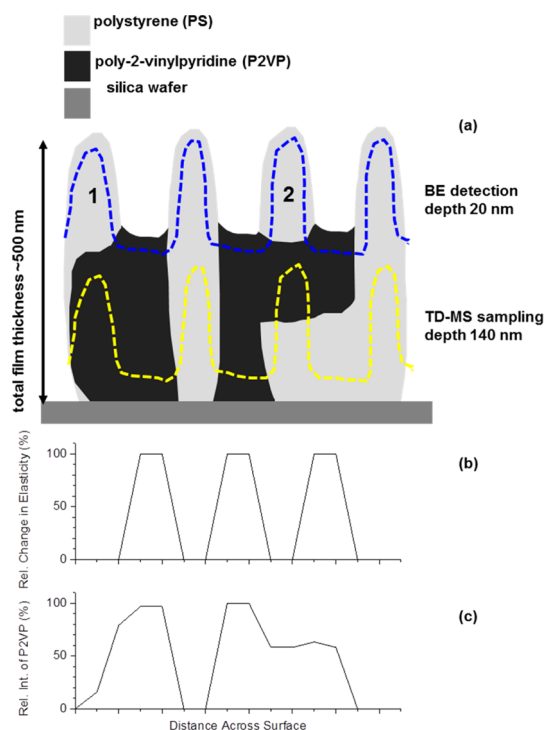 polystyrene (PS)
poly-2-vinylpyridine (P2VP)
silica wafer
(a)
total film thickness ~500 nm
1
2
BE detection
depth 20 nm
TD-MS sampling
depth 140 nm
(b)
Rel. Change in Elasticity (%)
100
50
0
(c)
Rel. Int. of P2VP (%)
100
50
0
Distance Across Surface